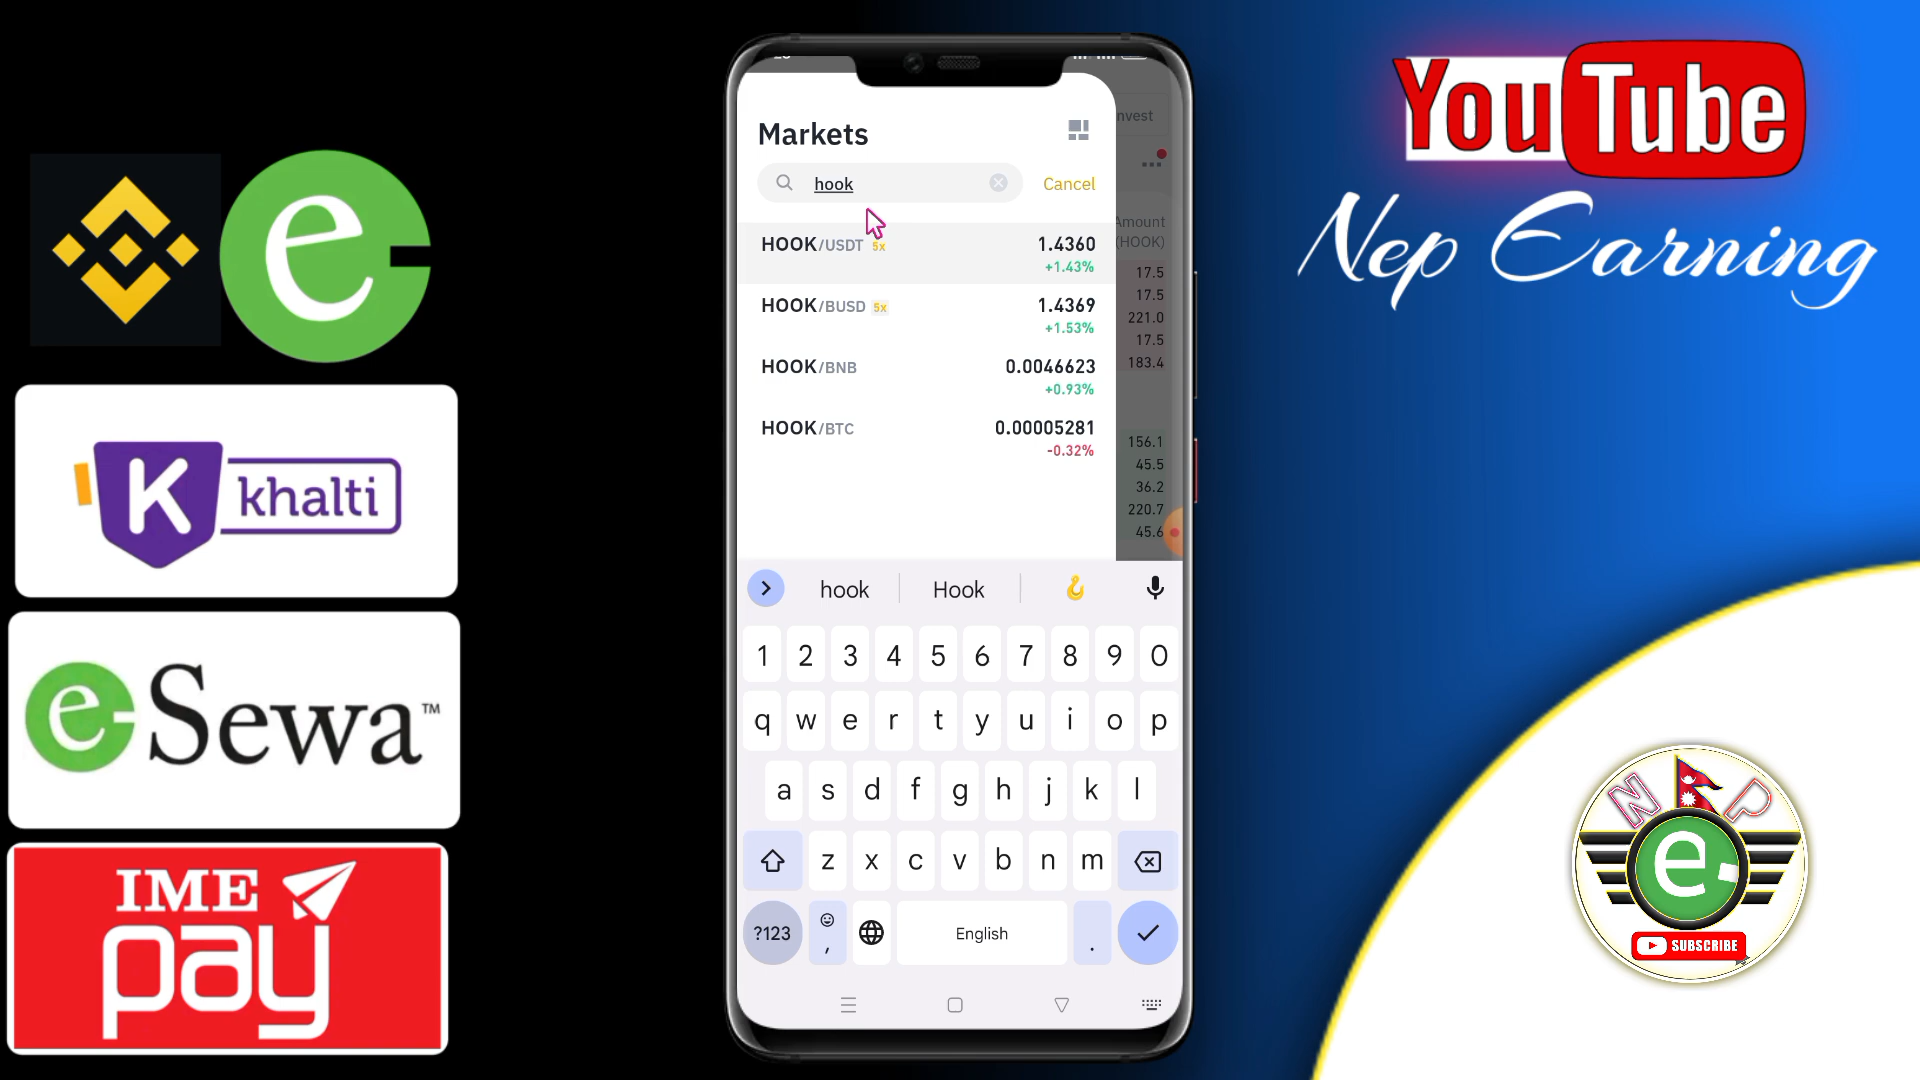 YouTube
Nep Earning
e
K khalti
e Sewa™
IME
pay
Markets
hook
Cancel
HOOK/USDT 5x 1.4360
+1.43%
HOOK/BUSD 5x 1.4369
+1.53%
HOOK/BNB 0.0046623
+0.93%
HOOK/BTC 0.00005281
-0.32%
nvest
Amount
(HOOK)
17.5
17.5
221.0
17.5
183.4
156.1
45.5
36.2
220.7
45.6
hook Hook
1 2 3 4 5 6 7 8 9 0
q w e r t y u i o p
a s d f g h j k l
z x c v b n m
?123 , English .
N P
e
SUBSCRIBE